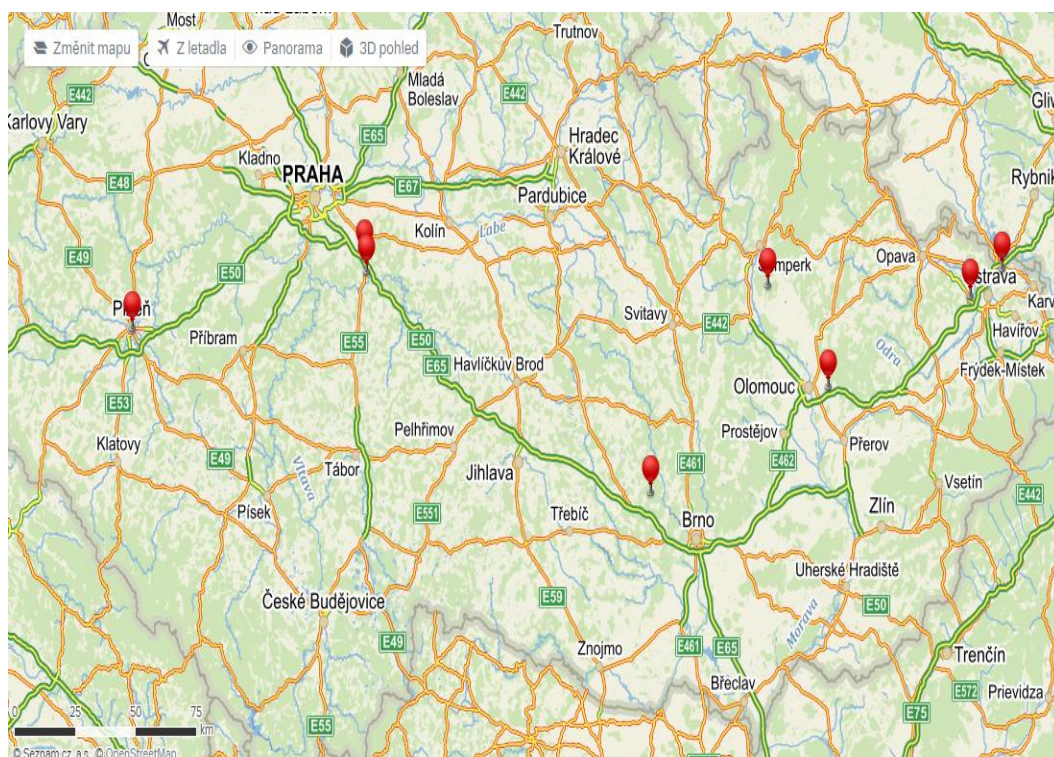 Most
Trutnov
Změnit mapu
Z letadla
Panorama
3D pohled
Mladá
Boleslav
E442
E442
E65
Karlovy Vary
Hradec
Králové
Kladno
PRAHA
E67
E48
Pardubice
Rybnik
Kolín
Labe
E49
E50
Opava
Šumperk
Plzeň
Ostrava
Karv
Svitavy
E442
Havířov
Příbram
E55
E50
E65
Havlíčkův Brod
Odra
Frýdek-Místek
Olomouc
E53
Pelhřimov
Prostějov
Přerov
Klatovy
E49
Vltava
Tábor
Jihlava
E461
E462
Vsetín
E442
Písek
E551
Třebíč
Brno
Zlín
Uherské Hradiště
České Budějovice
E59
E50
Morava
E49
Znojmo
E461
E65
Trenčín
Břeclav
E572
Prievidza
0 25 50 75
km
E55
E75
© Seznam.cz, a.s. © OpenStreetMap